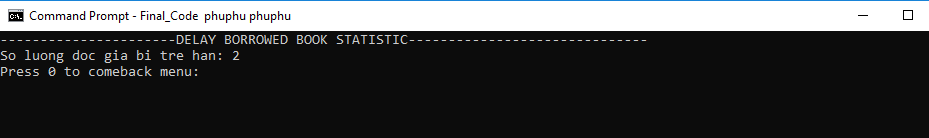 Command Prompt - Final_Code phuphu phuphu
----------------------DELAY BORROWED BOOK STATISTIC------------------------------
So luong doc gia bi tre han: 2
Press 0 to comeback menu: